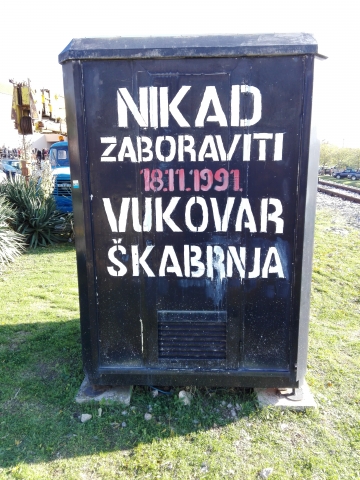 NIKAD
ZABORAVITI
18.11.1991.
VUKOVAR
ŠKABRNJA